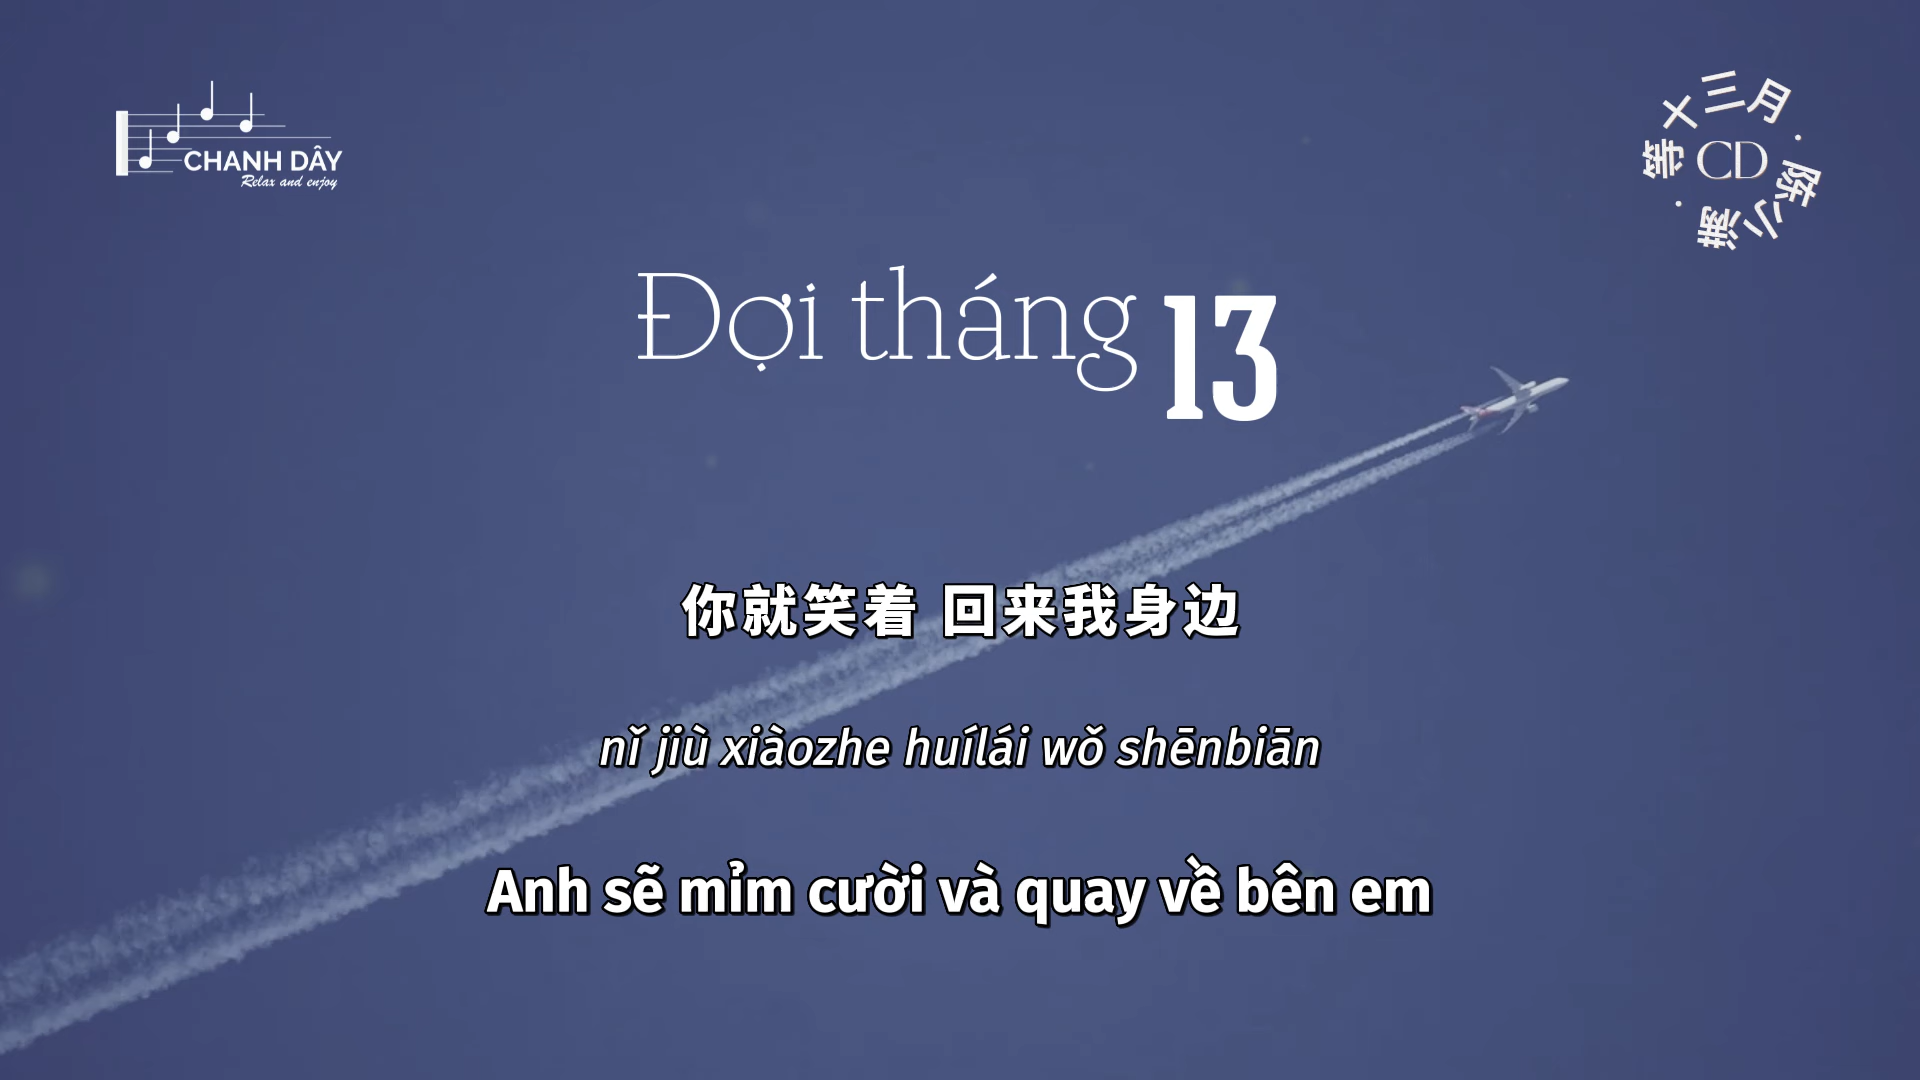 CHANH DÂY
Relax and enjoy
等十三月 · 陈小满 ·
CD
Đợi tháng 13
你就笑着 回来我身边
nǐ jiù xiàozhe huílái wǒ shēnbiān
Anh sẽ mỉm cười và quay về bên em